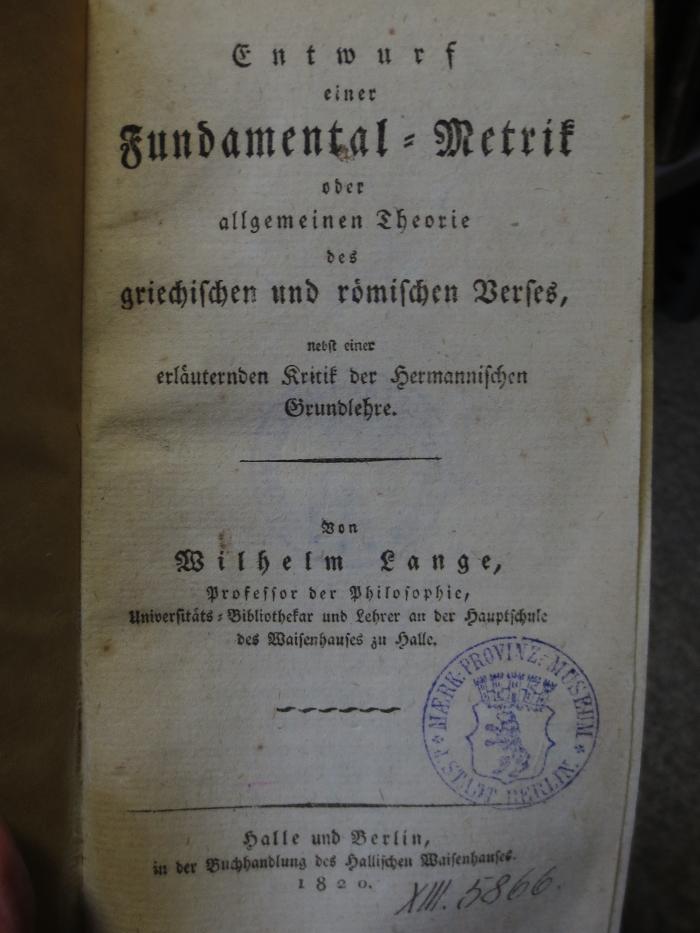 Entwurf
einer
Fundamental-Metrik
oder
allgemeinen Theorie
des
griechischen und römischen Verses,
nebst einer
erläuternden Kritik der Hermannischen
Grundlehre.
Von
Wilhelm Lange,
Professor der Philosophie,
Universitäts-Bibliothekar und Lehrer an der Hauptschule
des Waisenhauses zu Halle.
MÆRK. PROVINZ-MUSEUM
* STADT BERLIN. *
Halle und Berlin,
in der Buchhandlung des Hallischen Waisenhauses.
1820.
XIII. 5866.